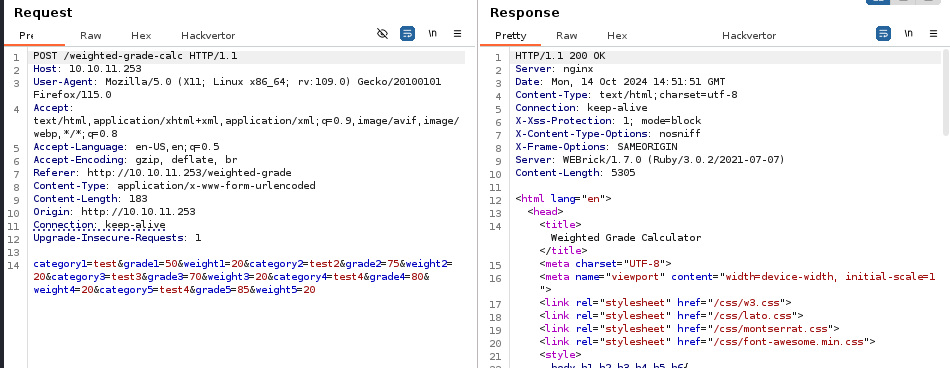 Request
Pre
Raw
Hex
Hackvertor
\n
1 POST /weighted-grade-calc HTTP/1.1
2 Host: 10.10.11.253
3 User-Agent: Mozilla/5.0 (X11; Linux x86_64; rv:109.0) Gecko/20100101
Firefox/115.0
4 Accept:
text/html,application/xhtml+xml,application/xml;q=0.9,image/avif,image/
webp,*/*;q=0.8
5 Accept-Language: en-US,en;q=0.5
6 Accept-Encoding: gzip, deflate, br
7 Referer: http://10.10.11.253/weighted-grade
8 Content-Type: application/x-www-form-urlencoded
9 Content-Length: 183
10 Origin: http://10.10.11.253
11 Connection: keep-alive
12 Upgrade-Insecure-Requests: 1
13
14 category1=test&grade1=50&weight1=20&category2=test2&grade2=75&weight2=
20&category3=test3&grade3=70&weight3=20&category4=test4&grade4=80&
weight4=20&category5=test4&grade5=85&weight5=20
Response
Pretty
Raw
Hex
Hackvertor
\n
1 HTTP/1.1 200 OK
2 Server: nginx
3 Date: Mon, 14 Oct 2024 14:51:51 GMT
4 Content-Type: text/html;charset=utf-8
5 Connection: keep-alive
6 X-Xss-Protection: 1; mode=block
7 X-Content-Type-Options: nosniff
8 X-Frame-Options: SAMEORIGIN
9 Server: WEBrick/1.7.0 (Ruby/3.0.2/2021-07-07)
10 Content-Length: 5305
11
12 <html lang="en">
13 <head>
14 <title>
Weighted Grade Calculator
</title>
15 <meta charset="UTF-8">
16 <meta name="viewport" content="width=device-width, initial-scale=1
">
17 <link rel="stylesheet" href="/css/w3.css">
18 <link rel="stylesheet" href="/css/lato.css">
19 <link rel="stylesheet" href="/css/montserrat.css">
20 <link rel="stylesheet" href="/css/font-awesome.min.css">
21 <style>
22 body,h1,h2,h3,h4,h5,h6{